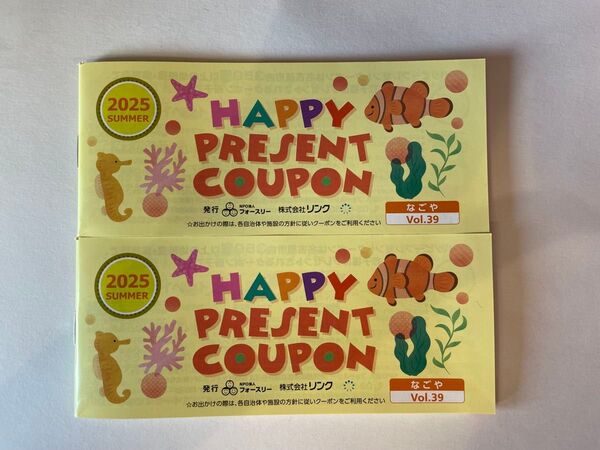 2025
SUMMER
HAPPY
PRESENT
COUPON
発行 NPO法人 フォースリー 株式会社リンク
なごや
Vol.39
☆お出かけの際は、各自治体や施設の方針に従いクーポンをご利用ください
2025
SUMMER
HAPPY
PRESENT
COUPON
発行 NPO法人 フォースリー 株式会社リンク
なごや
Vol.39
☆お出かけの際は、各自治体や施設の方針に従いクーポンをご利用ください